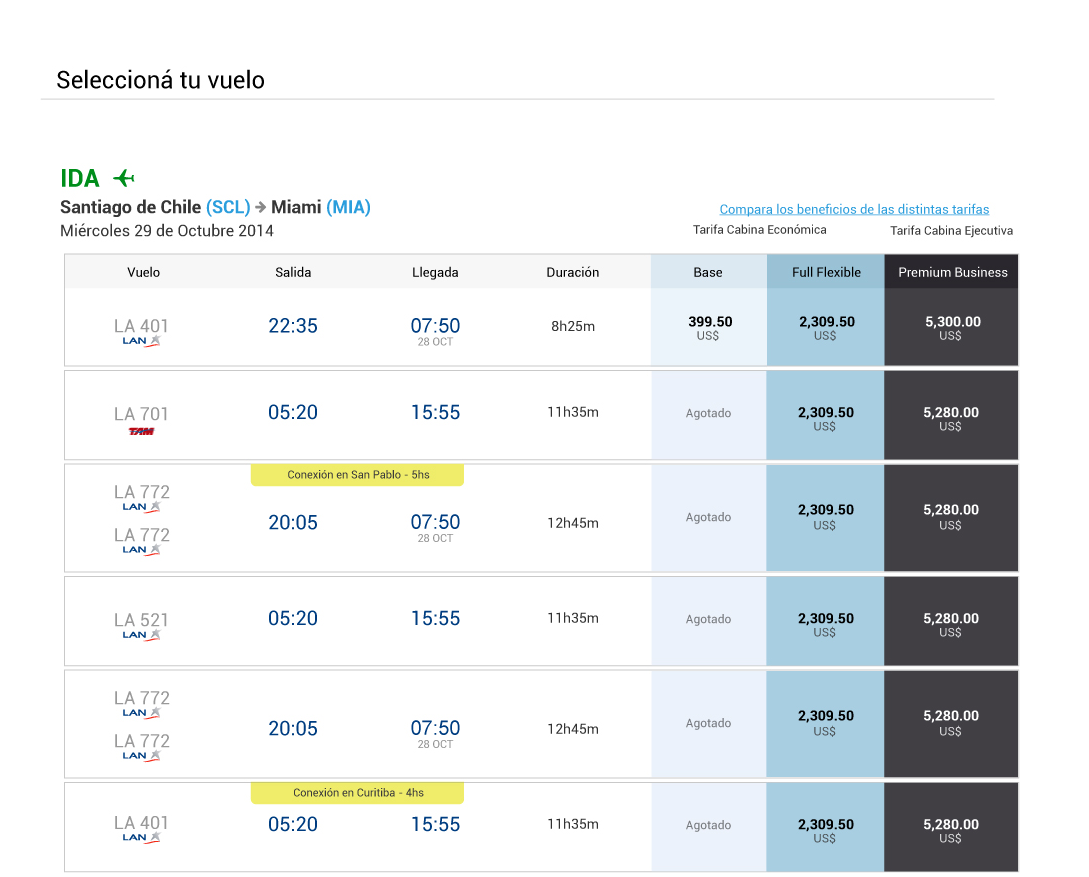 Seleccioná tu vuelo
IDA
Santiago de Chile (SCL) → Miami (MIA)
Compara los beneficios de las distintas tarifas
Miércoles 29 de Octubre 2014
Tarifa Cabina Económica Tarifa Cabina Ejecutiva
Vuelo Salida Llegada Duración Base Full Flexible Premium Business
LA 401 22:35 07:50 8h25m 399.50 2,309.50 5,300.00
LAN 28 OCT US$ US$ US$
LA 701 05:20 15:55 11h35m Agotado 2,309.50 5,280.00
TAM US$ US$
Conexión en San Pablo - 5hs
LA 772
LAN
20:05 07:50 12h45m Agotado 2,309.50 5,280.00
28 OCT US$ US$
LA 772
LAN
LA 521 05:20 15:55 11h35m Agotado 2,309.50 5,280.00
LAN US$ US$
LA 772
LAN
20:05 07:50 12h45m Agotado 2,309.50 5,280.00
28 OCT US$ US$
LA 772
LAN
Conexión en Curitiba - 4hs
LA 401 05:20 15:55 11h35m Agotado 2,309.50 5,280.00
LAN US$ US$